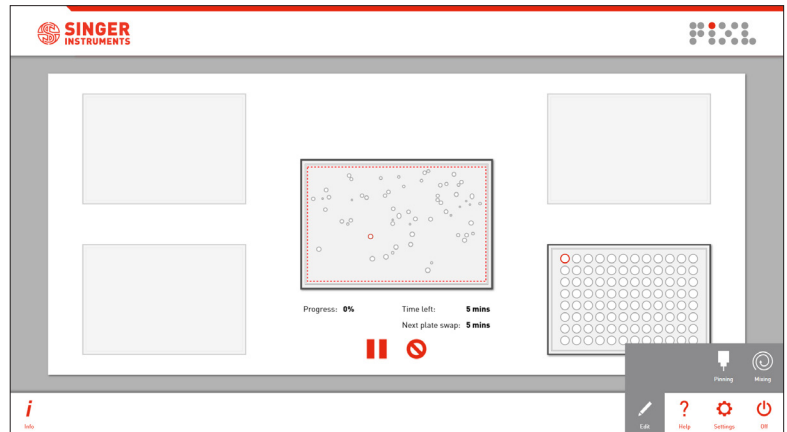 SINGER
INSTRUMENTS
PIXL
Progress: 0%
Time left: 5 mins
Next plate swap: 5 mins
Pinning
Mixing
Info
Edit
Help
Settings
Off